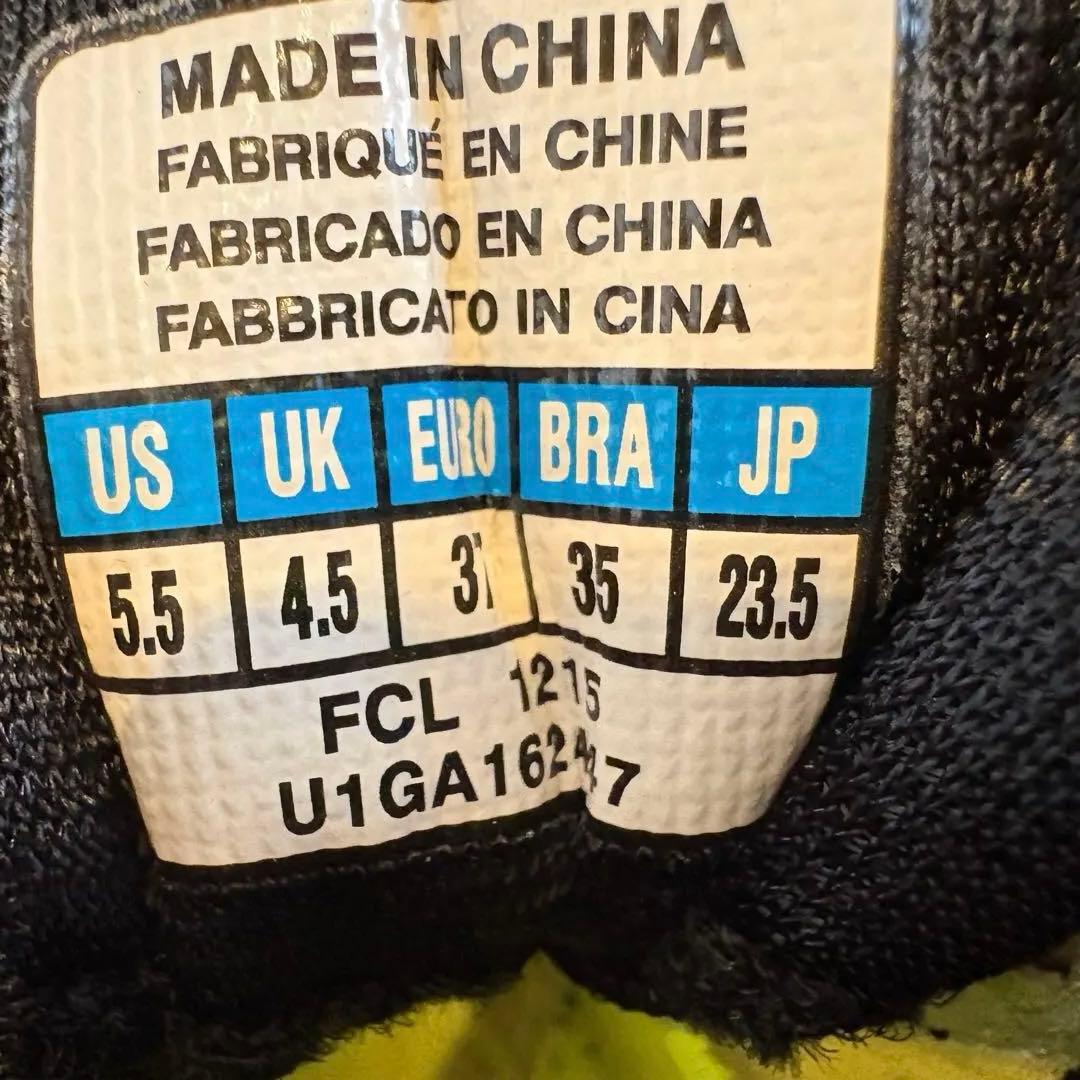 MADE IN CHINA
FABRIQUÉ EN CHINE
FABRICADO EN CHINA
FABBRICATO IN CINA
US UK EURO BRA JP
5.5 4.5 37 35 23.5
FCL 1215